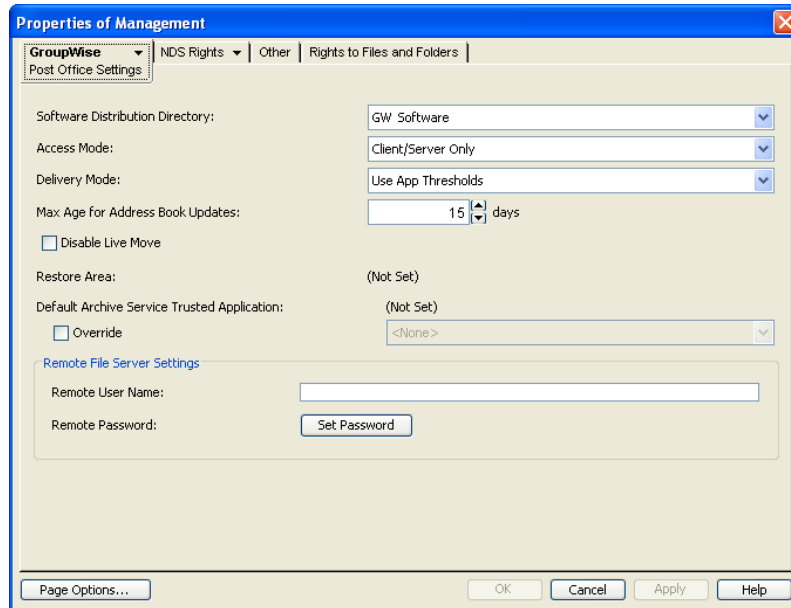 Properties of Management
GroupWise NDS Rights Other Rights to Files and Folders
Post Office Settings
Software Distribution Directory: GW Software
Access Mode: Client/Server Only
Delivery Mode: Use App Thresholds
Max Age for Address Book Updates: 15 days
Disable Live Move
Restore Area: (Not Set)
Default Archive Service Trusted Application: (Not Set)
Override <None>
Remote File Server Settings
Remote User Name:
Remote Password: Set Password
Page Options... OK Cancel Apply Help